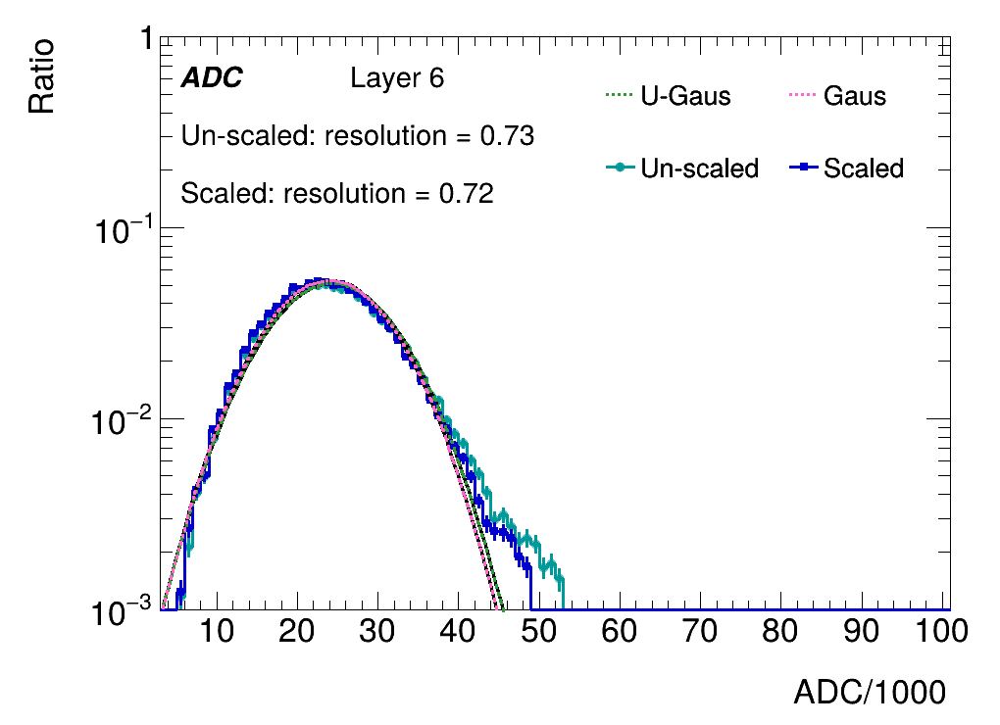 Ratio
1
10⁻¹
10⁻²
10⁻³
ADC Layer 6
Un-scaled: resolution = 0.73
Scaled: resolution = 0.72
U-Gaus Gaus
Un-scaled Scaled
10 20 30 40 50 60 70 80 90 100
ADC/1000